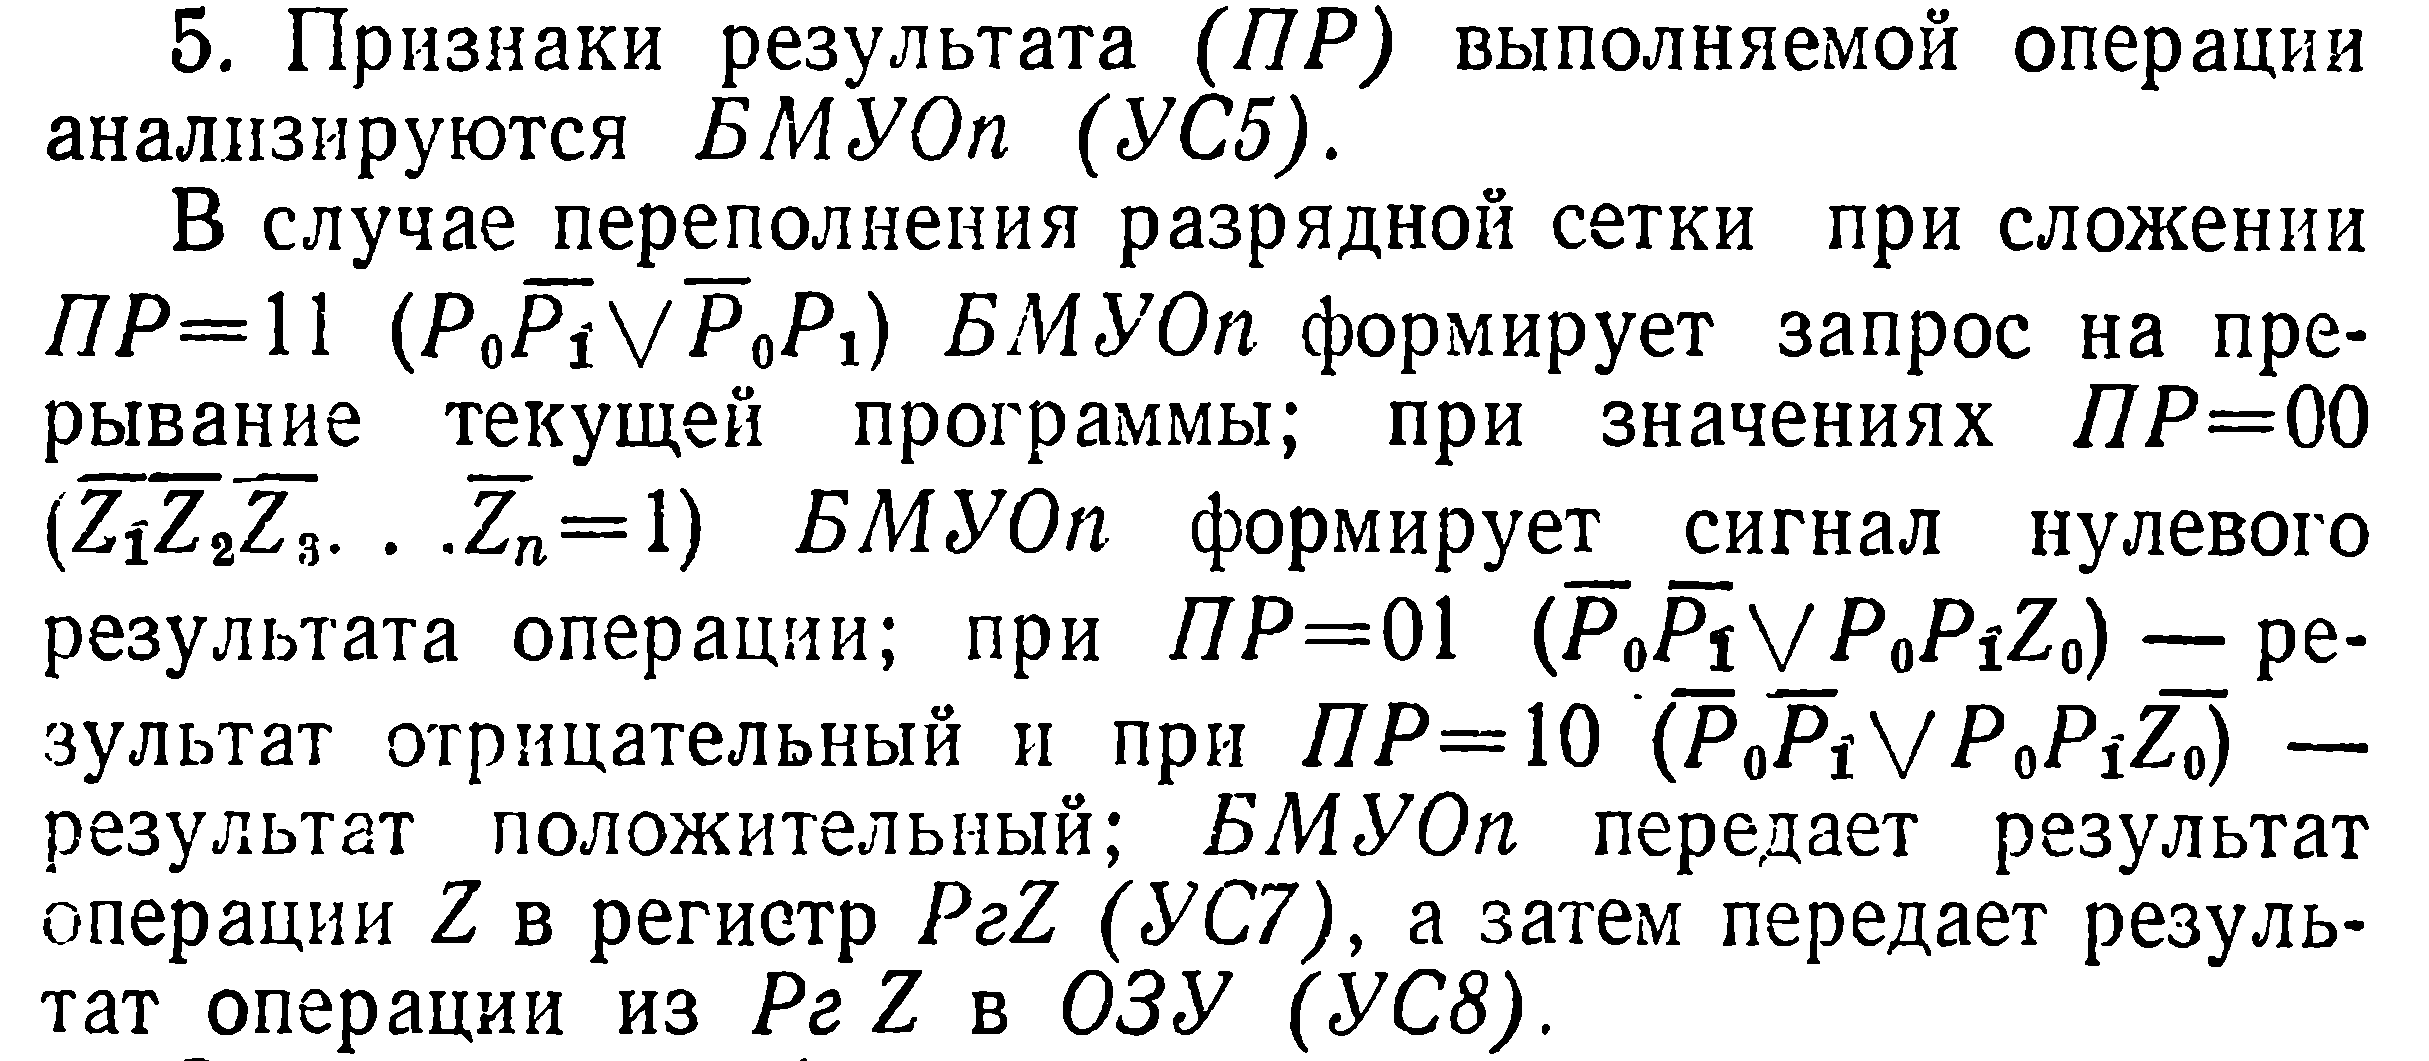 5. Признаки результата (ПР) выполняемой операции
анализируются БМУОп (УС5).
В случае переполнения разрядной сетки при сложении
ПР=11 (P₀P̅₁∨P̅₀P₁) БМУОп формирует запрос на пре-
рывание текущей программы; при значениях ПР=00
(Z̅₁Z̅₂Z̅₃. . .Z̅ₙ=1) БМУОп формирует сигнал нулевого
результата операции; при ПР=01 (P̅₀P̅₁∨P₀P₁Z₀) — ре-
зультат отрицательный и при ПР=10 (P̅₀P̅₁∨P₀P₁Z̅₀) —
результат положительный; БМУОп передает результат
операции Z в регистр РгZ (УС7), а затем передает резуль-
тат операции из Рг Z в ОЗУ (УС8).